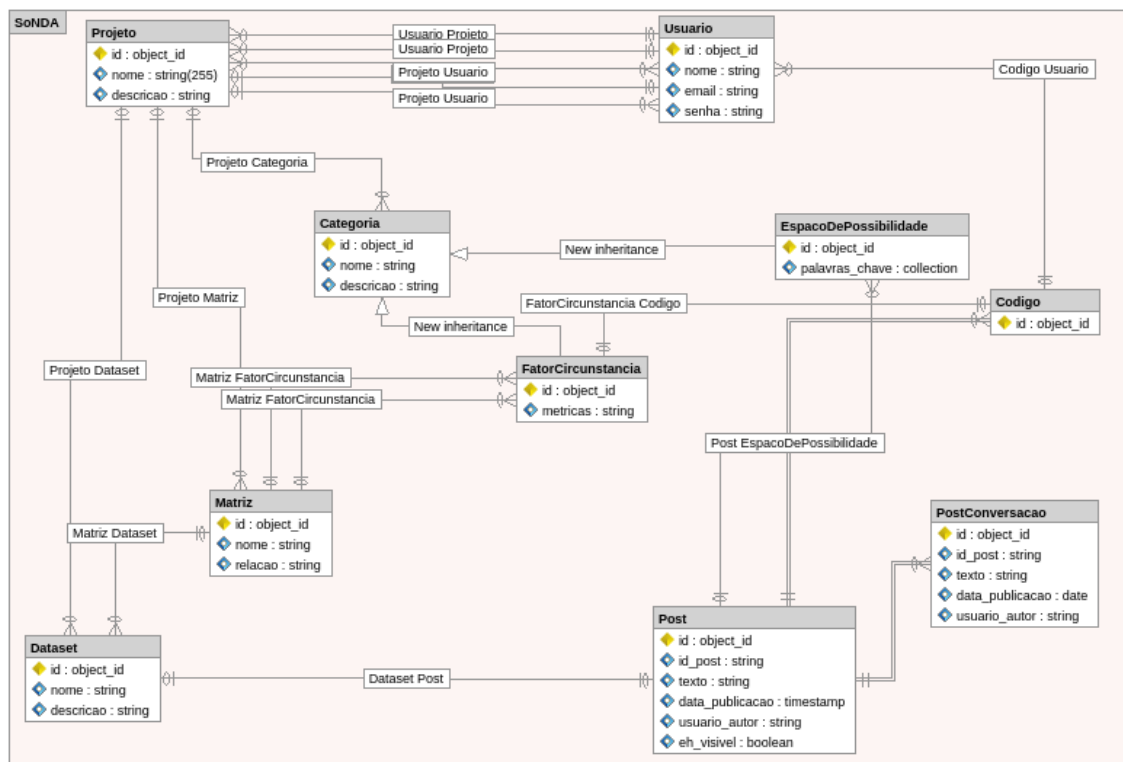 SoNDA
Projeto
id : object_id
nome : string(255)
descricao : string
Usuario Projeto
Usuario Projeto
Projeto Usuario
Projeto Usuario
Usuario
id : object_id
nome : string
email : string
senha : string
Codigo Usuario
Projeto Categoria
Categoria
id : object_id
nome : string
descricao : string
New inheritance
EspacoDePossibilidade
id : object_id
palavras_chave : collection
Projeto Matriz
FatorCircunstancia Codigo
Codigo
id : object_id
New inheritance
Projeto Dataset
Matriz FatorCircunstancia
Matriz FatorCircunstancia
FatorCircunstancia
id : object_id
metricas : string
Post EspacoDePossibilidade
Matriz
id : object_id
nome : string
relacao : string
Matriz Dataset
PostConversacao
id : object_id
id_post : string
texto : string
data_publicacao : date
usuario_autor : string
Dataset
id : object_id
nome : string
descricao : string
Dataset Post
Post
id : object_id
id_post : string
texto : string
data_publicacao : timestamp
usuario_autor : string
eh_visivel : boolean